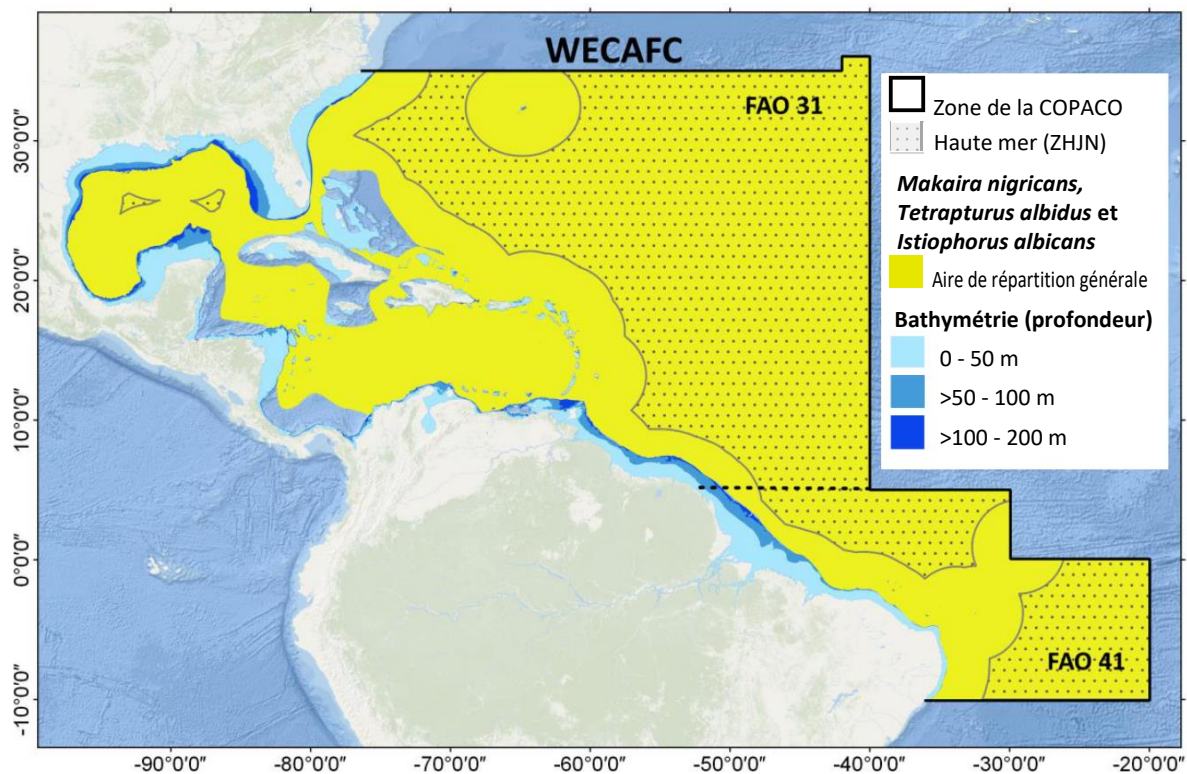 WECAFC
FAO 31
Zone de la COPACO
Haute mer (ZHJN)
Makaira nigricans,
Tetrapturus albidus et
Istiophorus albicans
Aire de répartition générale
Bathymétrie (profondeur)
0 - 50 m
>50 - 100 m
>100 - 200 m
FAO 41
30°0'0"
20°0'0"
10°0'0"
0°0'0"
-10°0'0"
-90°0'0" -80°0'0" -70°0'0" -60°0'0" -50°0'0" -40°0'0" -30°0'0" -20°0'0"